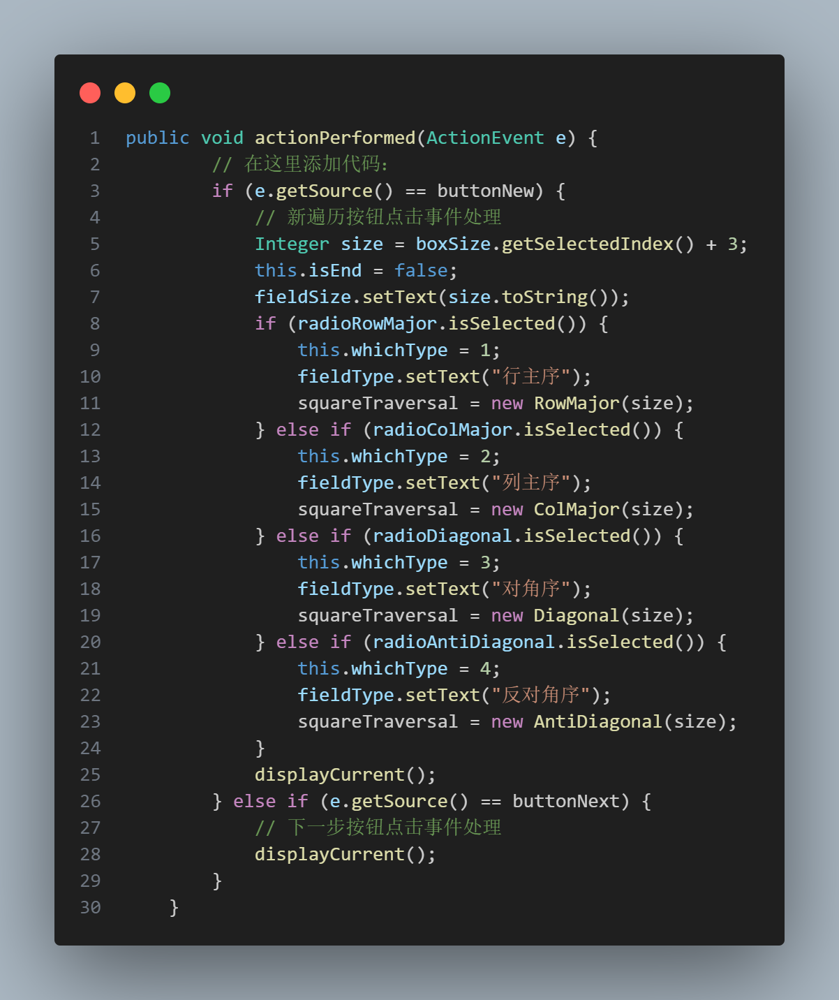 1 public void actionPerformed(ActionEvent e) {
2 // 在这里添加代码：
3 if (e.getSource() == buttonNew) {
4 // 新遍历按钮点击事件处理
5 Integer size = boxSize.getSelectedIndex() + 3;
6 this.isEnd = false;
7 fieldSize.setText(size.toString());
8 if (radioRowMajor.isSelected()) {
9 this.whichType = 1;
10 fieldType.setText("行主序");
11 squareTraversal = new RowMajor(size);
12 } else if (radioColMajor.isSelected()) {
13 this.whichType = 2;
14 fieldType.setText("列主序");
15 squareTraversal = new ColMajor(size);
16 } else if (radioDiagonal.isSelected()) {
17 this.whichType = 3;
18 fieldType.setText("对角序");
19 squareTraversal = new Diagonal(size);
20 } else if (radioAntiDiagonal.isSelected()) {
21 this.whichType = 4;
22 fieldType.setText("反对角序");
23 squareTraversal = new AntiDiagonal(size);
24 }
25 displayCurrent();
26 } else if (e.getSource() == buttonNext) {
27 // 下一步按钮点击事件处理
28 displayCurrent();
29 }
30 }